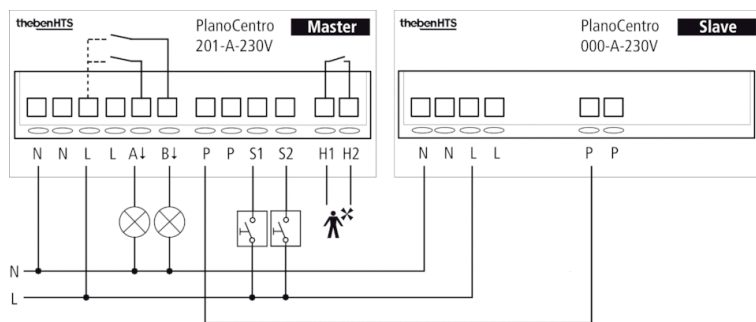 thebenHTS
PlanoCentro Master
201-A-230V
N N L L A↓ B↓ P P S1 S2 H1 H2
thebenHTS
PlanoCentro Slave
000-A-230V
N N L L P P
N
L